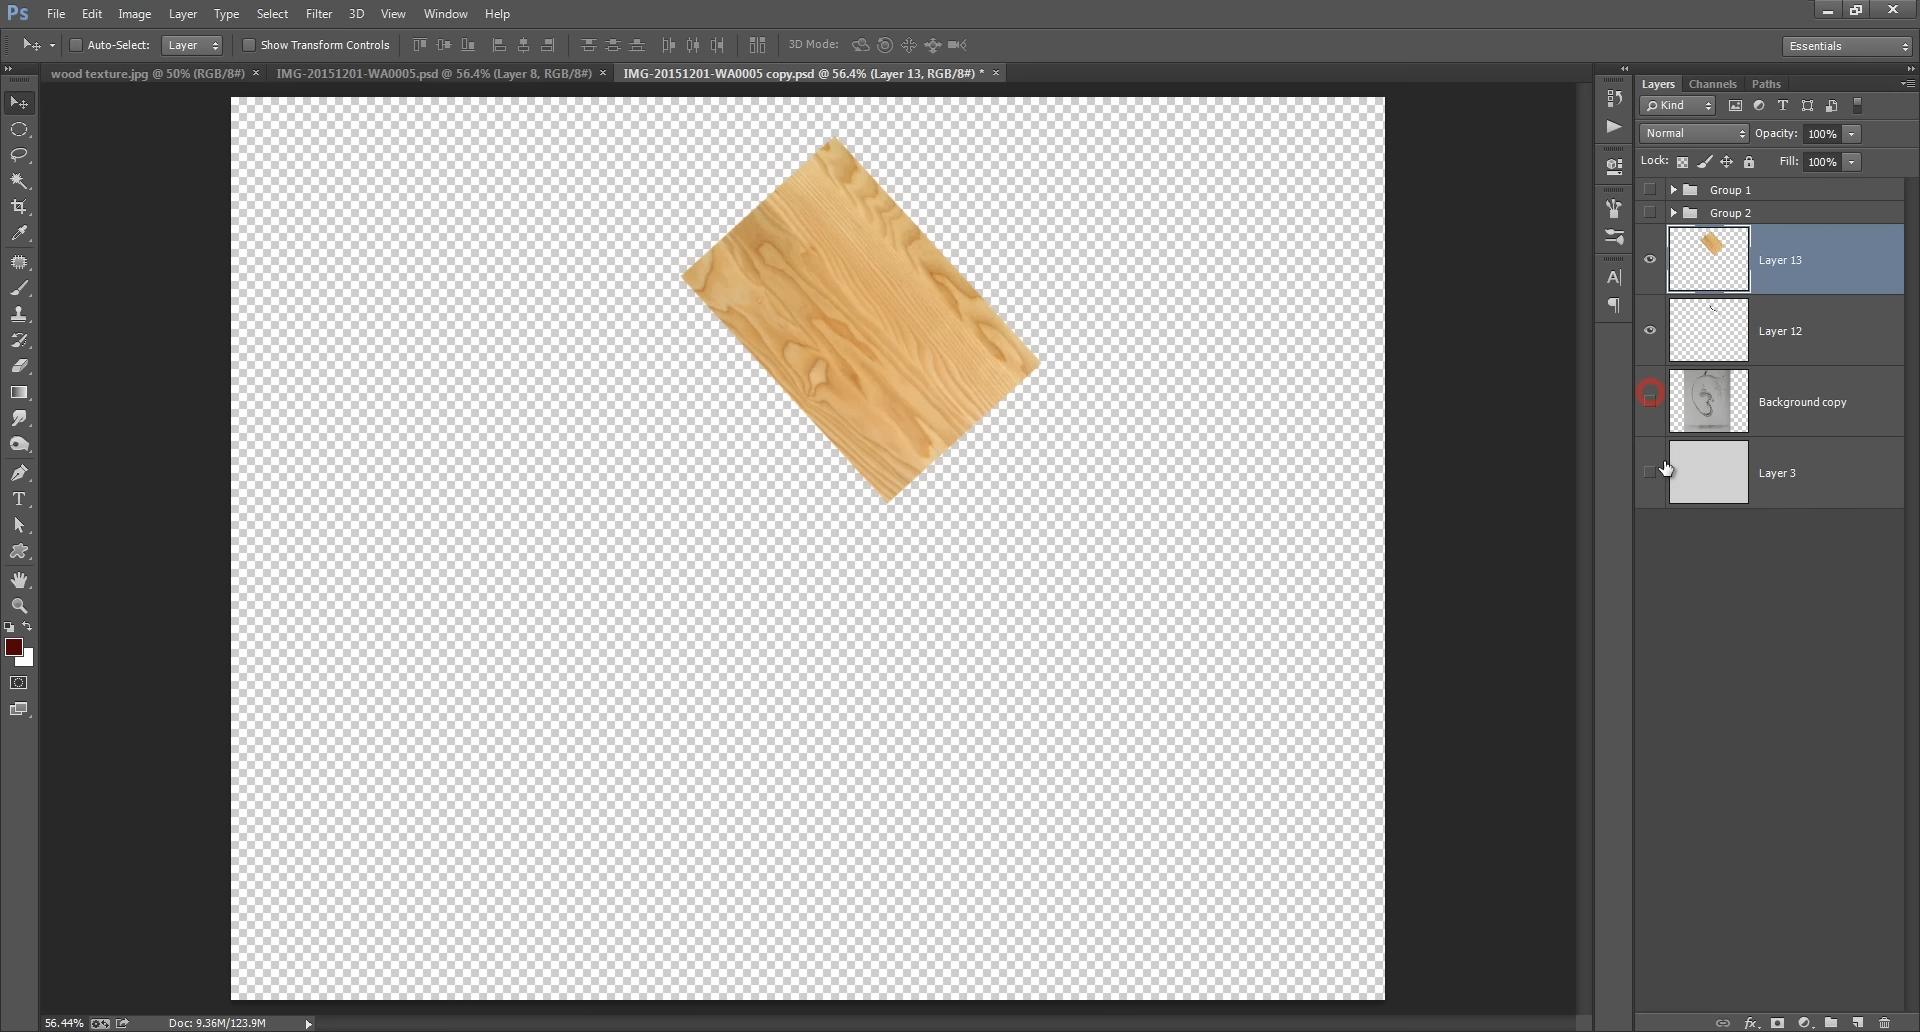 Ps File Edit Image Layer Type Select Filter 3D View Window Help
Auto-Select: Layer Show Transform Controls 3D Mode: Essentials
wood texture.jpg @ 50% (RGB/8#) × IMG-20151201-WA0005.psd @ 56.4% (Layer 8, RGB/8#) × IMG-20151201-WA0005 copy.psd @ 56.4% (Layer 13, RGB/8#) * ×
Layers Channels Paths
Kind
Normal Opacity: 100%
Lock: Fill: 100%
Group 1
Group 2
Layer 13
Layer 12
Background copy
Layer 3
56.44% Doc: 9.36M/123.9M